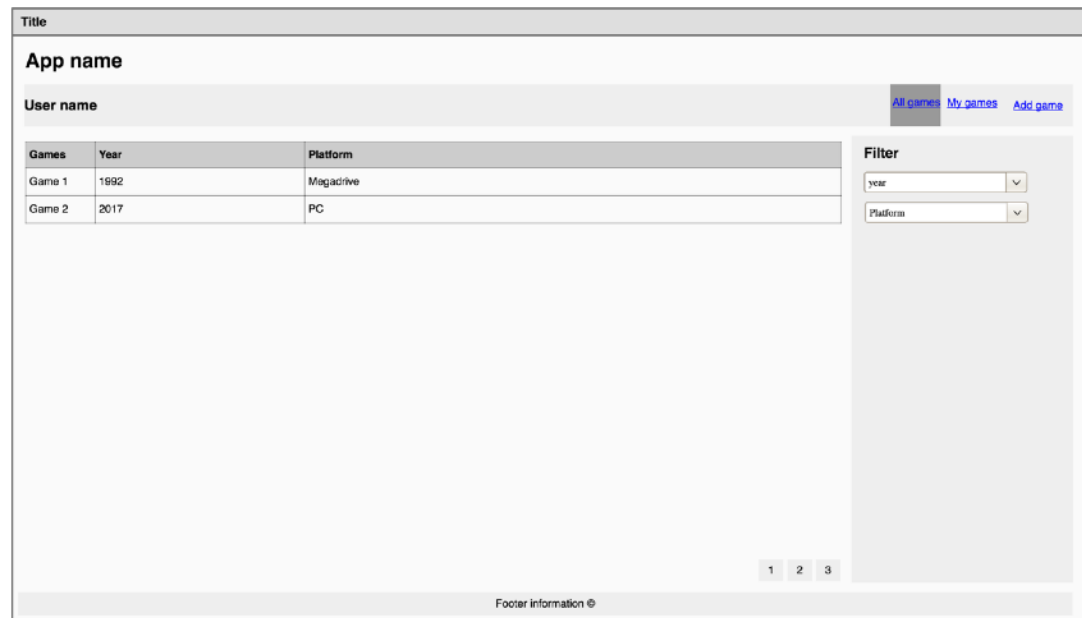 Title
App name
User name All games My games Add game
Games Year Platform
Game 1 1992 Megadrive
Game 2 2017 PC
Filter
year
Platform
1 2 3
Footer information ©